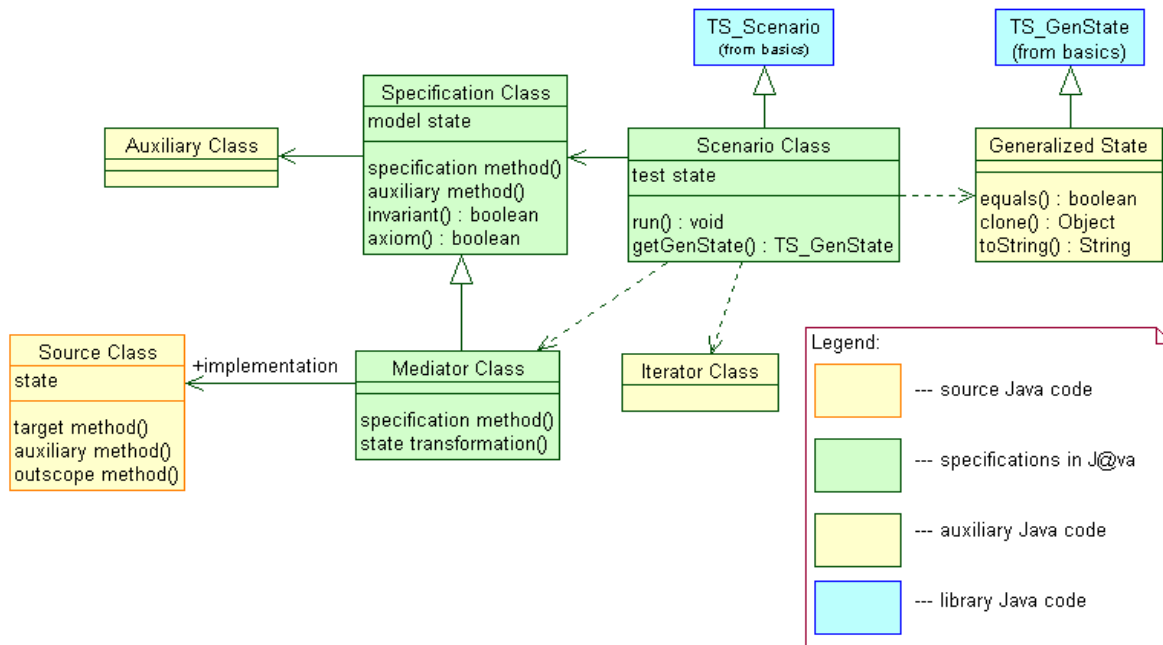 TS_Scenario
(from basics)
TS_GenState
(from basics)
Specification Class
model state
specification method()
auxiliary method()
invariant() : boolean
axiom() : boolean
Auxiliary Class
Scenario Class
test state
run() : void
getGenState() : TS_GenState
Generalized State
equals() : boolean
clone() : Object
toString() : String
Source Class
state
target method()
auxiliary method()
outscope method()
+implementation
Mediator Class
specification method()
state transformation()
Iterator Class
Legend:
--- source Java code
--- specifications in J@va
--- auxiliary Java code
--- library Java code